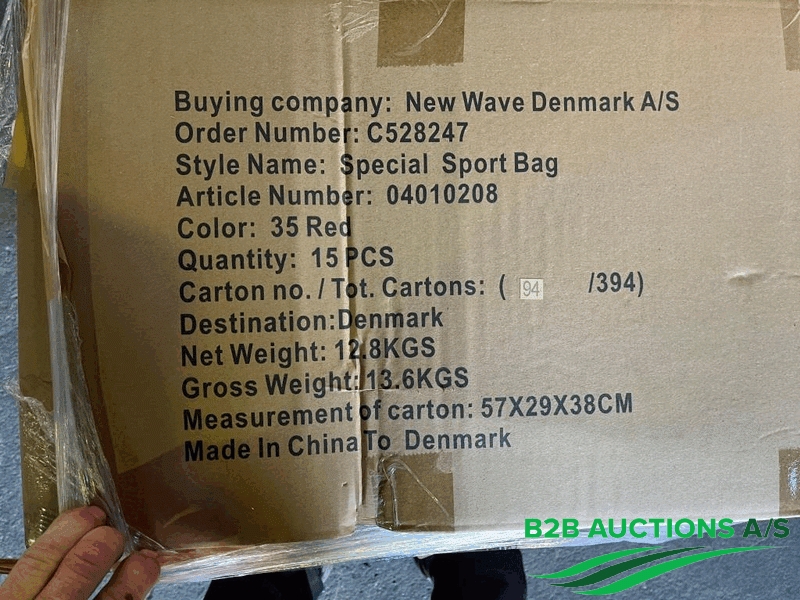 Buying company: New Wave Denmark A/S
Order Number: C528247
Style Name: Special Sport Bag
Article Number: 04010208
Color: 35 Red
Quantity: 15 PCS
Carton no. / Tot. Cartons: ( 94 /394)
Destination:Denmark
Net Weight: 12.8KGS
Gross Weight: 13.6KGS
Measurement of carton: 57X29X38CM
Made In China To Denmark
B2B AUCTIONS A/S